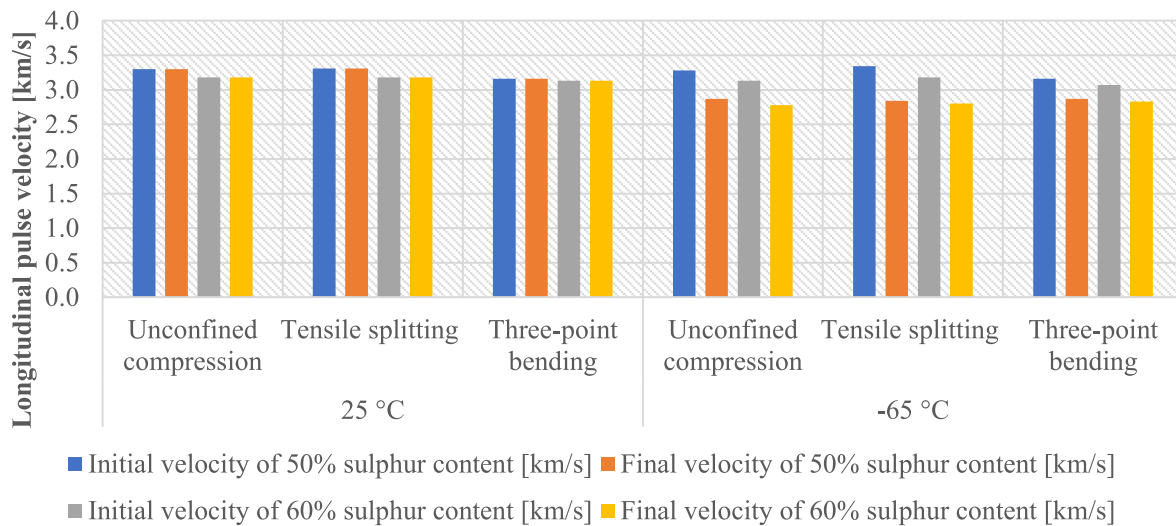 Longitudinal pulse velocity [km/s]
4.0
3.5
3.0
2.5
2.0
1.5
1.0
0.5
0.0
Unconfined compression
Tensile splitting
Three-point bending
Unconfined compression
Tensile splitting
Three-point bending
25 °C
-65 °C
Initial velocity of 50% sulphur content [km/s]
Final velocity of 50% sulphur content [km/s]
Initial velocity of 60% sulphur content [km/s]
Final velocity of 60% sulphur content [km/s]